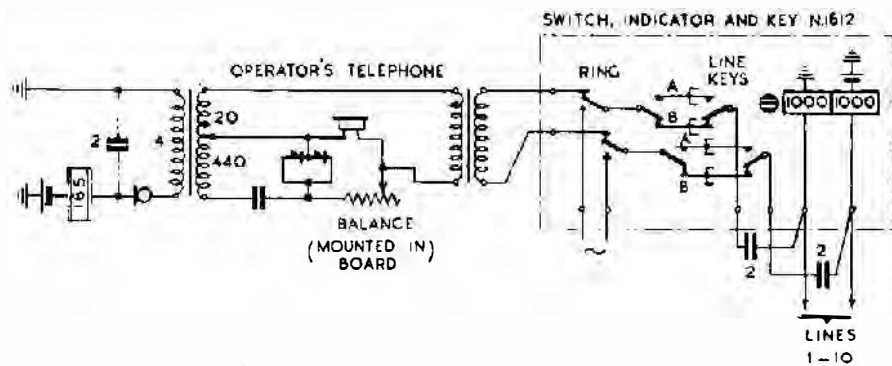 SWITCH, INDICATOR AND KEY N.1612
OPERATOR'S TELEPHONE
RING
LINE
KEYS
A
B
A
B
1000
1000
20
4
2
440
185
BALANCE
(MOUNTED IN)
BOARD
2
2
LINES
1-10